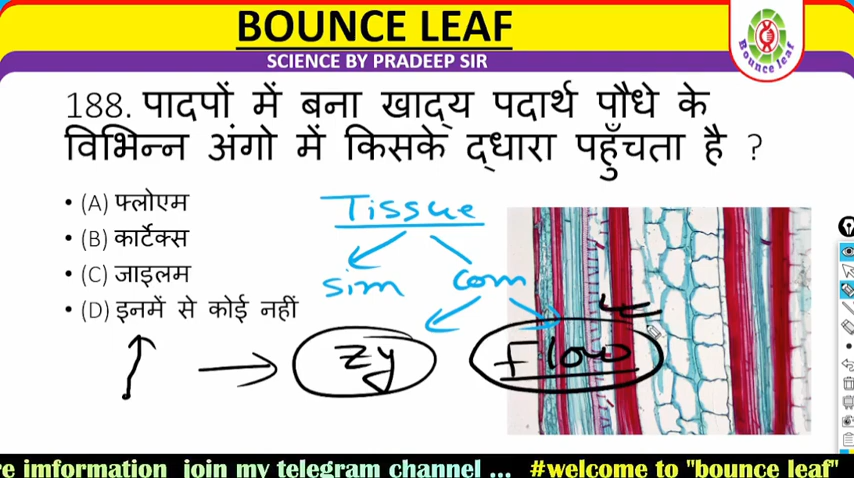 BOUNCE LEAF
SCIENCE BY PRADEEP SIR
Bounce leaf
188. पादपों में बना खाद्य पदार्थ पौधे के
विभिन्न अंगो में किसके द्धारा पहुँचता है ?
• (A) फ्लोएम
• (B) कार्टेक्स
• (C) जाइलम
• (D) इनमें से कोई नहीं
Tissue
sim com
zy Flow
re imformation join my telegram channel ... #welcome to "bounce leaf"